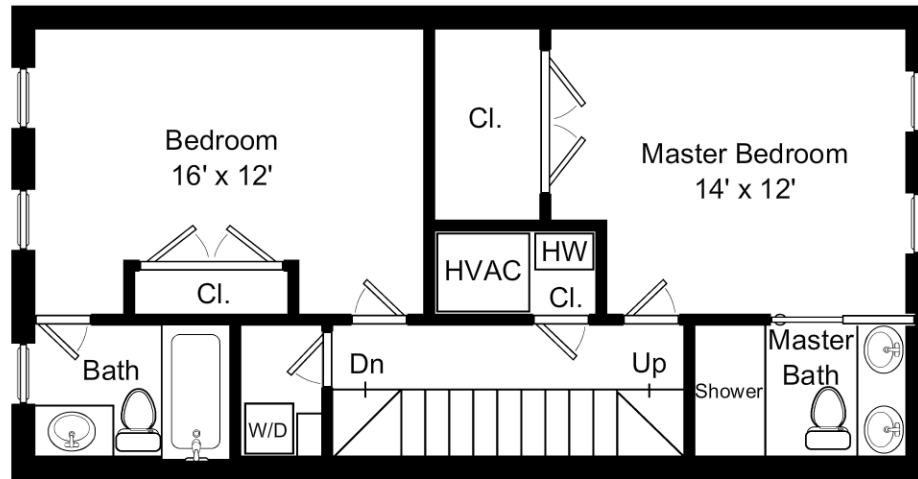 Bedroom
16' x 12'
Cl.
Master Bedroom
14' x 12'
Cl.
HVAC
HW
Cl.
Bath
W/D
Dn
Up
Shower
Master
Bath